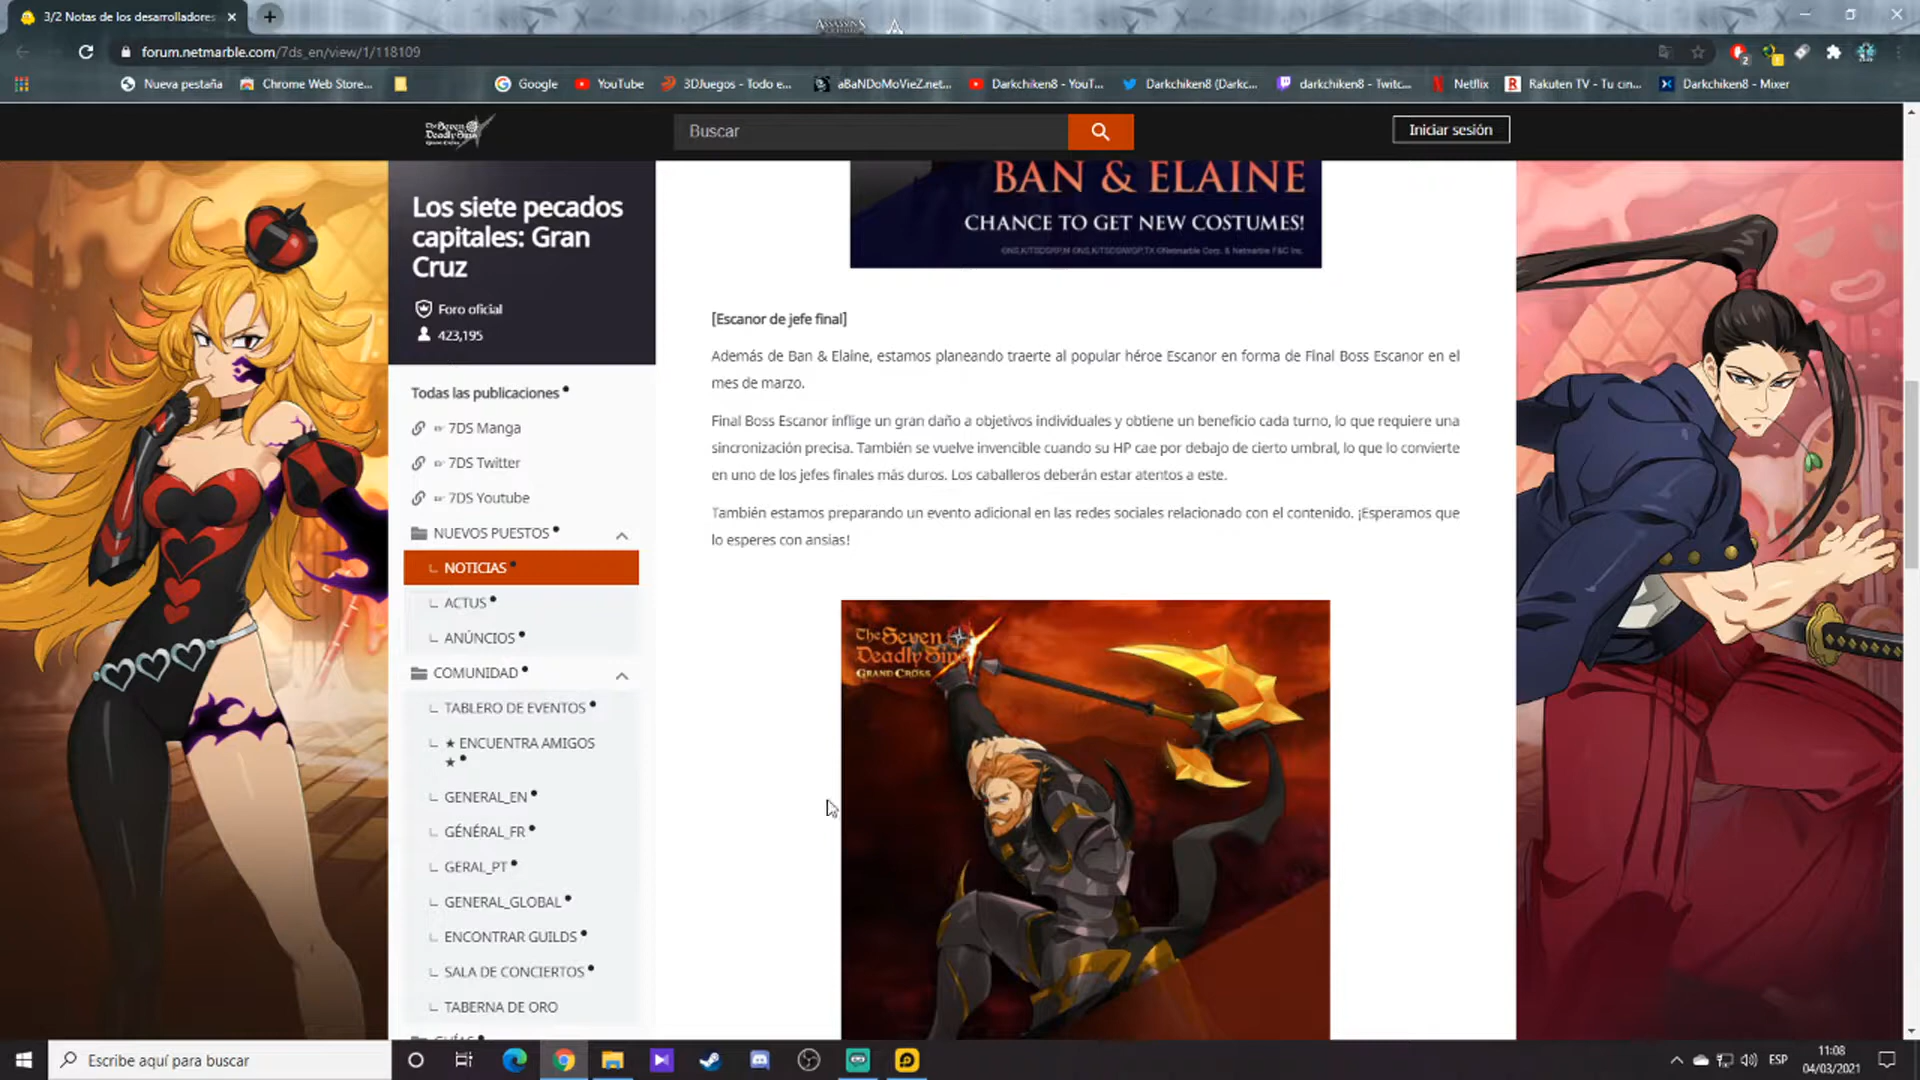 3/2 Notas de los desarrolladores
ASSASSIN'S
forum.netmarble.com/7ds_en/view/1/118109
Nueva pestaña
Chrome Web Store...
Google
YouTube
3DJuegos - Todo e...
aBaNDoMoVieZ.net...
Darkchiken8 - YouT...
Darkchiken8 (Darkc...
darkchiken8 - Twitc...
Netflix
Rakuten TV - Tu cin...
Darkchiken8 - Mixer
The Seven
Deadly Sins
GRAND CROSS
Buscar
Iniciar sesión
BAN & ELAINE
CHANCE TO GET NEW COSTUMES!
Los siete pecados
capitales: Gran
Cruz
Foro oficial
423,195
Todas las publicaciones
7DS Manga
7DS Twitter
7DS Youtube
NUEVOS PUESTOS
NOTICIAS
ACTUS
ANÚNCIOS
COMUNIDAD
TABLERO DE EVENTOS
★ ENCUENTRA AMIGOS
★
GENERAL_EN
GÉNÉRAL_FR
GERAL_PT
GENERAL_GLOBAL
ENCONTRAR GUILDS
SALA DE CONCIERTOS
TABERNA DE ORO
GUÍAS
[Escanor de jefe final]
Además de Ban & Elaine, estamos planeando traerte al popular héroe Escanor en forma de Final Boss Escanor en el
mes de marzo.
Final Boss Escanor inflige un gran daño a objetivos individuales y obtiene un beneficio cada turno, lo que requiere una
sincronización precisa. También se vuelve invencible cuando su HP cae por debajo de cierto umbral, lo que lo convierte
en uno de los jefes finales más duros. Los caballeros deberán estar atentos a este.
También estamos preparando un evento adicional en las redes sociales relacionado con el contenido. ¡Esperamos que
lo esperes con ansias!
The Seven
Deadly Sins
GRAND CROSS
Escribe aquí para buscar
ESP
11:08
04/03/2021